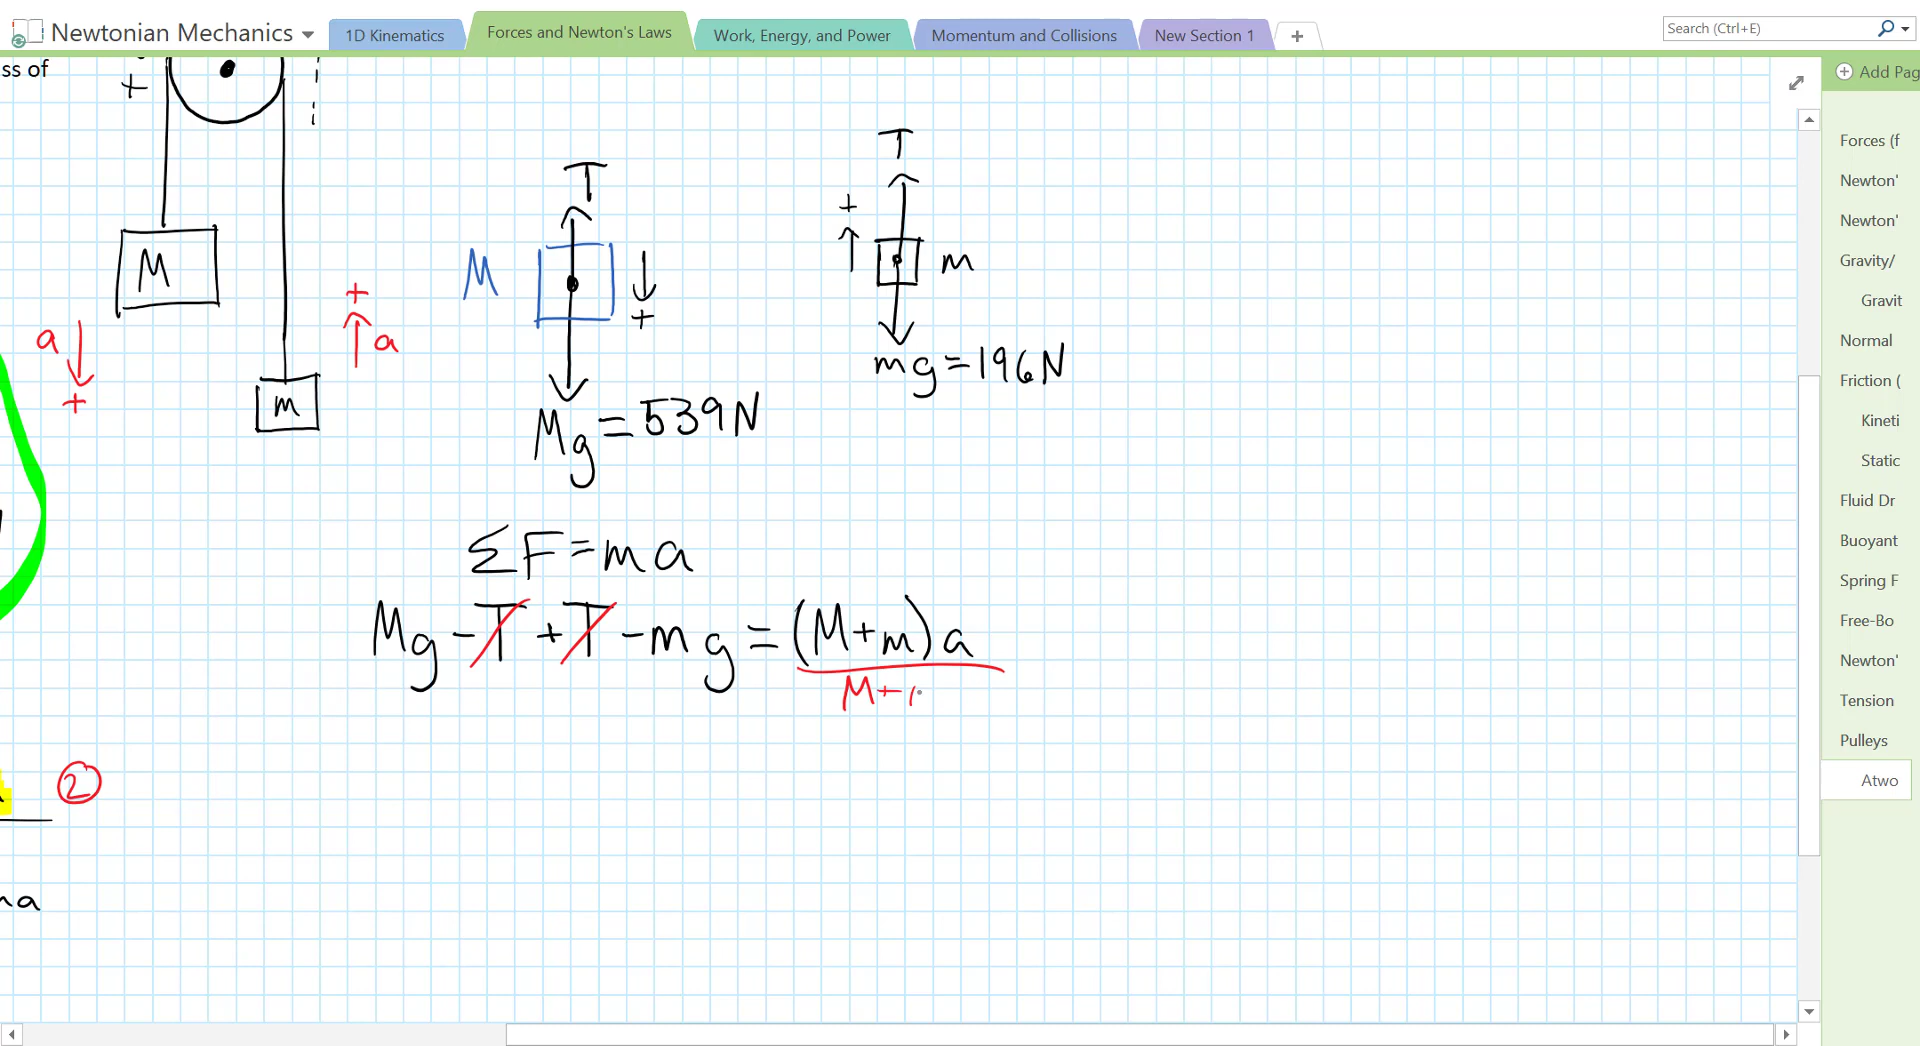 Newtonian Mechanics
1D Kinematics
Forces and Newton's Laws
Work, Energy, and Power
Momentum and Collisions
New Section 1
+
Search (Ctrl+E)
ss of
+
M
a
+
+
a
m
T
M
+
Mg=539N
T
+
m
mg=196N
ΣF=ma
Mg-T+T-mg=(M+m)a
M+
2
a
Add Pag
Forces (f
Newton'
Newton'
Gravity/
Gravit
Normal
Friction (
Kineti
Static
Fluid Dr
Buoyant
Spring F
Free-Bo
Newton'
Tension
Pulleys
Atwo